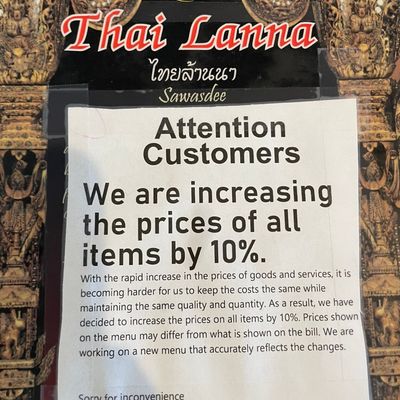 Thai Lanna
ไทยล้านนา
Sawasdee
Attention
Customers
We are increasing
the prices of all
items by 10%.
With the rapid increase in the prices of goods and services, it is
becoming harder for us to keep the costs the same while
maintaining the same quality and quantity. As a result, we have
decided to increase the prices on all items by 10%. Prices shown
on the menu may differ from what is shown on the bill. We are
working on a new menu that accurately reflects the changes.
Sorry for inconvenience